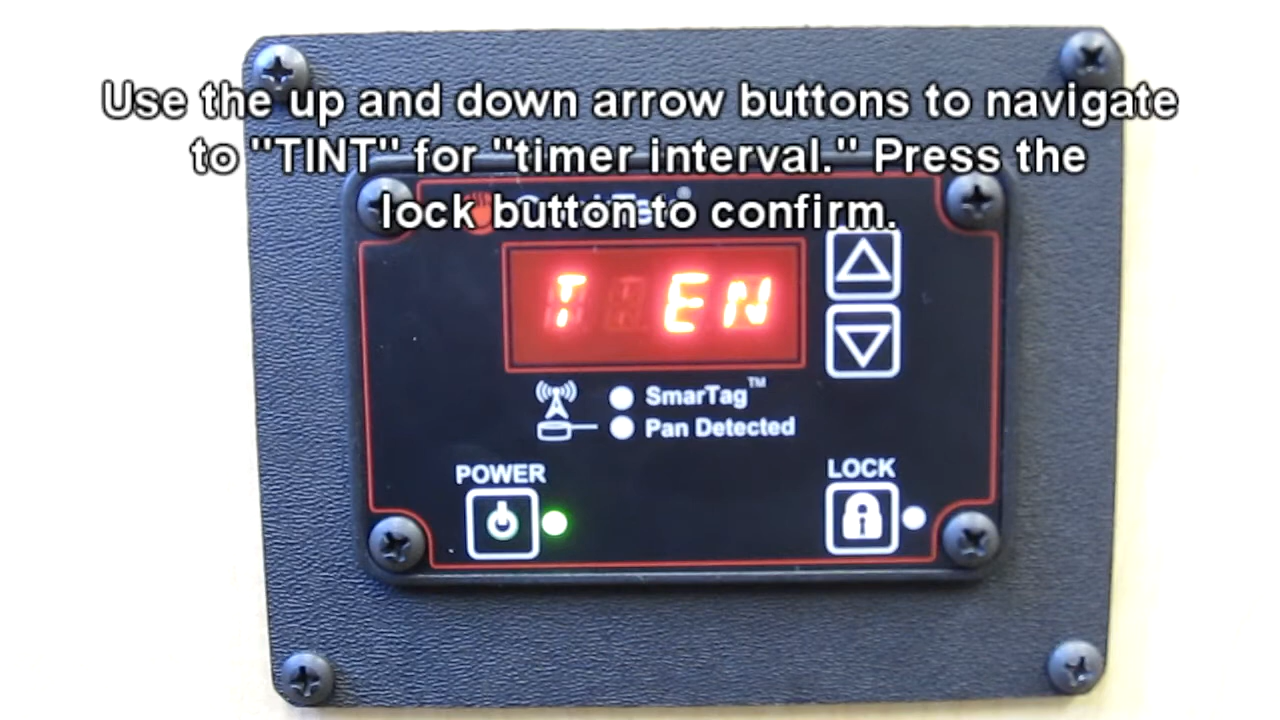 Use the up and down arrow buttons to navigate
to "TINT" for "timer interval." Press the
lock button to confirm.
T EN
SmarTag™
Pan Detected
POWER
LOCK